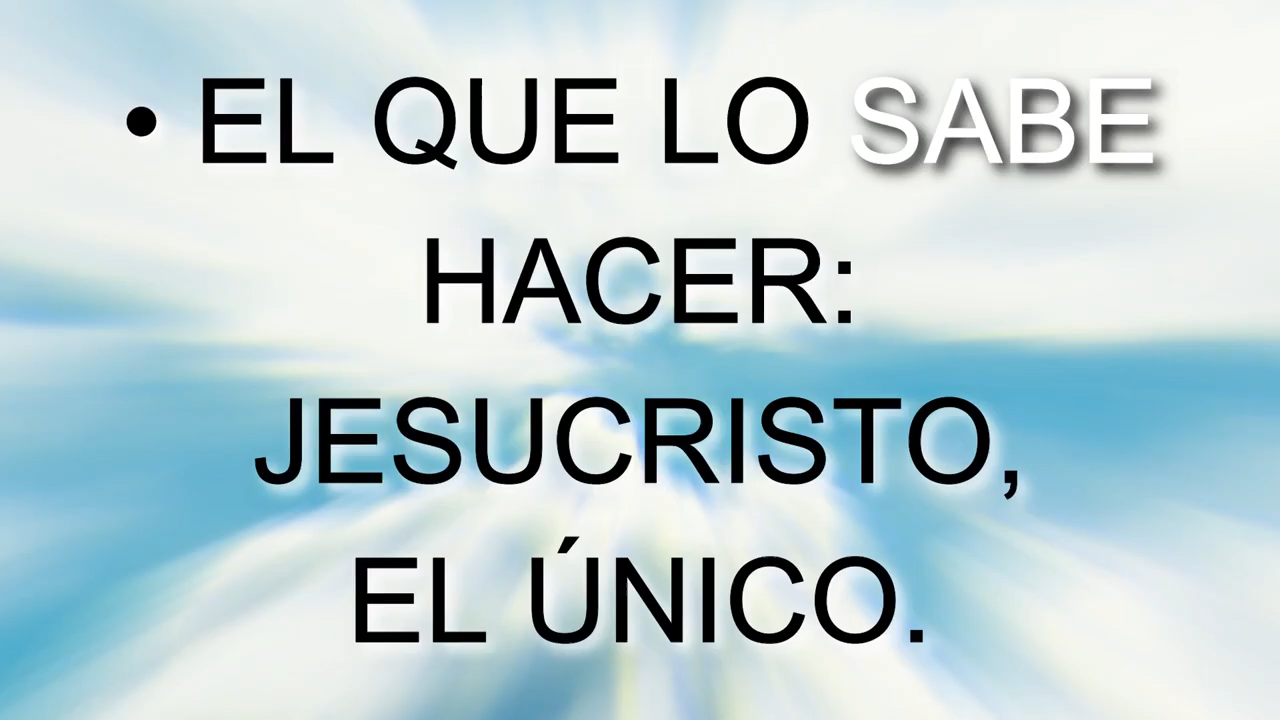 • EL QUE LO SABE
HACER:
JESUCRISTO,
EL ÚNICO.